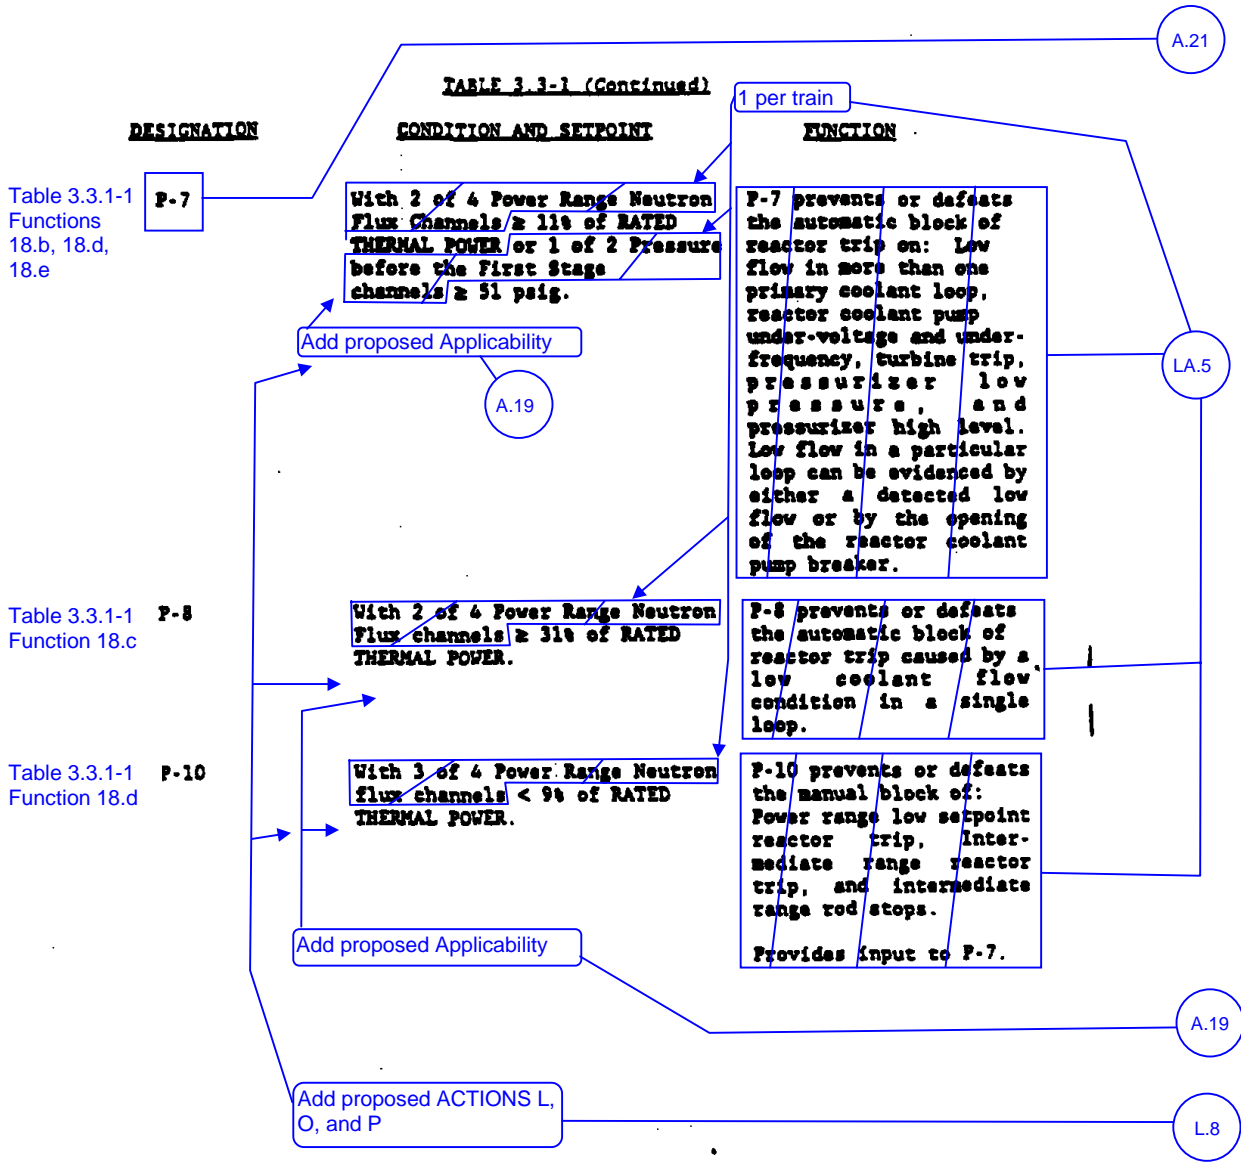 A.21
TABLE 3.3-1 (Continued)
1 per train
DESIGNATION
CONDITION AND SETPOINT
FUNCTION
Table 3.3.1-1
Functions
18.b, 18.d,
18.e
P-7
With 2 of 4 Power Range Neutron
Flux Channels ≥ 11% of RATED
THERMAL POWER or 1 of 2 Pressure
before the First Stage
channels ≥ 51 psig.
P-7 prevents or defeats
the automatic block of
reactor trip on: Low
flow in more than one
primary coolant loop,
reactor coolant pump
under-voltage and under-
frequency, turbine trip,
pressurizer low
pressure, and
pressurizer high level.
Low flow in a particular
loop can be evidenced by
either a detected low
flow or by the opening
of the reactor coolant
pump breaker.
Add proposed Applicability
A.19
LA.5
Table 3.3.1-1
Function 18.c
P-8
With 2 of 4 Power Range Neutron
Flux channels ≥ 31% of RATED
THERMAL POWER.
P-8 prevents or defeats
the automatic block of
reactor trip caused by a
low coolant flow
condition in a single
loop.
Table 3.3.1-1
Function 18.d
P-10
With 3 of 4 Power Range Neutron
flux channels < 9% of RATED
THERMAL POWER.
P-10 prevents or defeats
the manual block of:
Power range low setpoint
reactor trip, Inter-
mediate range reactor
trip, and intermediate
range rod stops.
Provides input to P-7.
Add proposed Applicability
A.19
Add proposed ACTIONS L,
O, and P
L.8